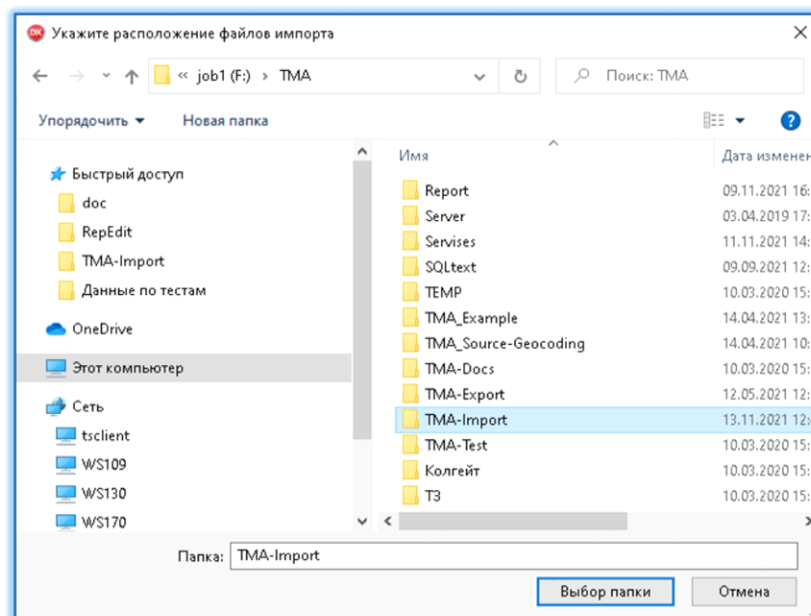 DX Укажите расположение файлов импорта
« job1 (F:) › TMA
Поиск: TMA
Упорядочить Новая папка
Быстрый доступ
doc
RepEdit
TMA-Import
Данные по тестам
OneDrive
Этот компьютер
Сеть
tsclient
WS109
WS130
WS170
Имя Дата изменен
Report 09.11.2021 16:
Server 03.04.2019 17:
Servises 11.11.2021 14:
SQLtext 09.09.2021 12:
TEMP 10.03.2020 15:
TMA_Example 14.04.2021 13:
TMA_Source-Geocoding 14.04.2021 10:
TMA-Docs 10.03.2020 15:
TMA-Export 12.05.2021 12:
TMA-Import 13.11.2021 12:
TMA-Test 10.03.2020 15:
Колгейт 10.03.2020 15:
ТЗ 10.03.2020 15:
Папка: TMA-Import
Выбор папки Отмена